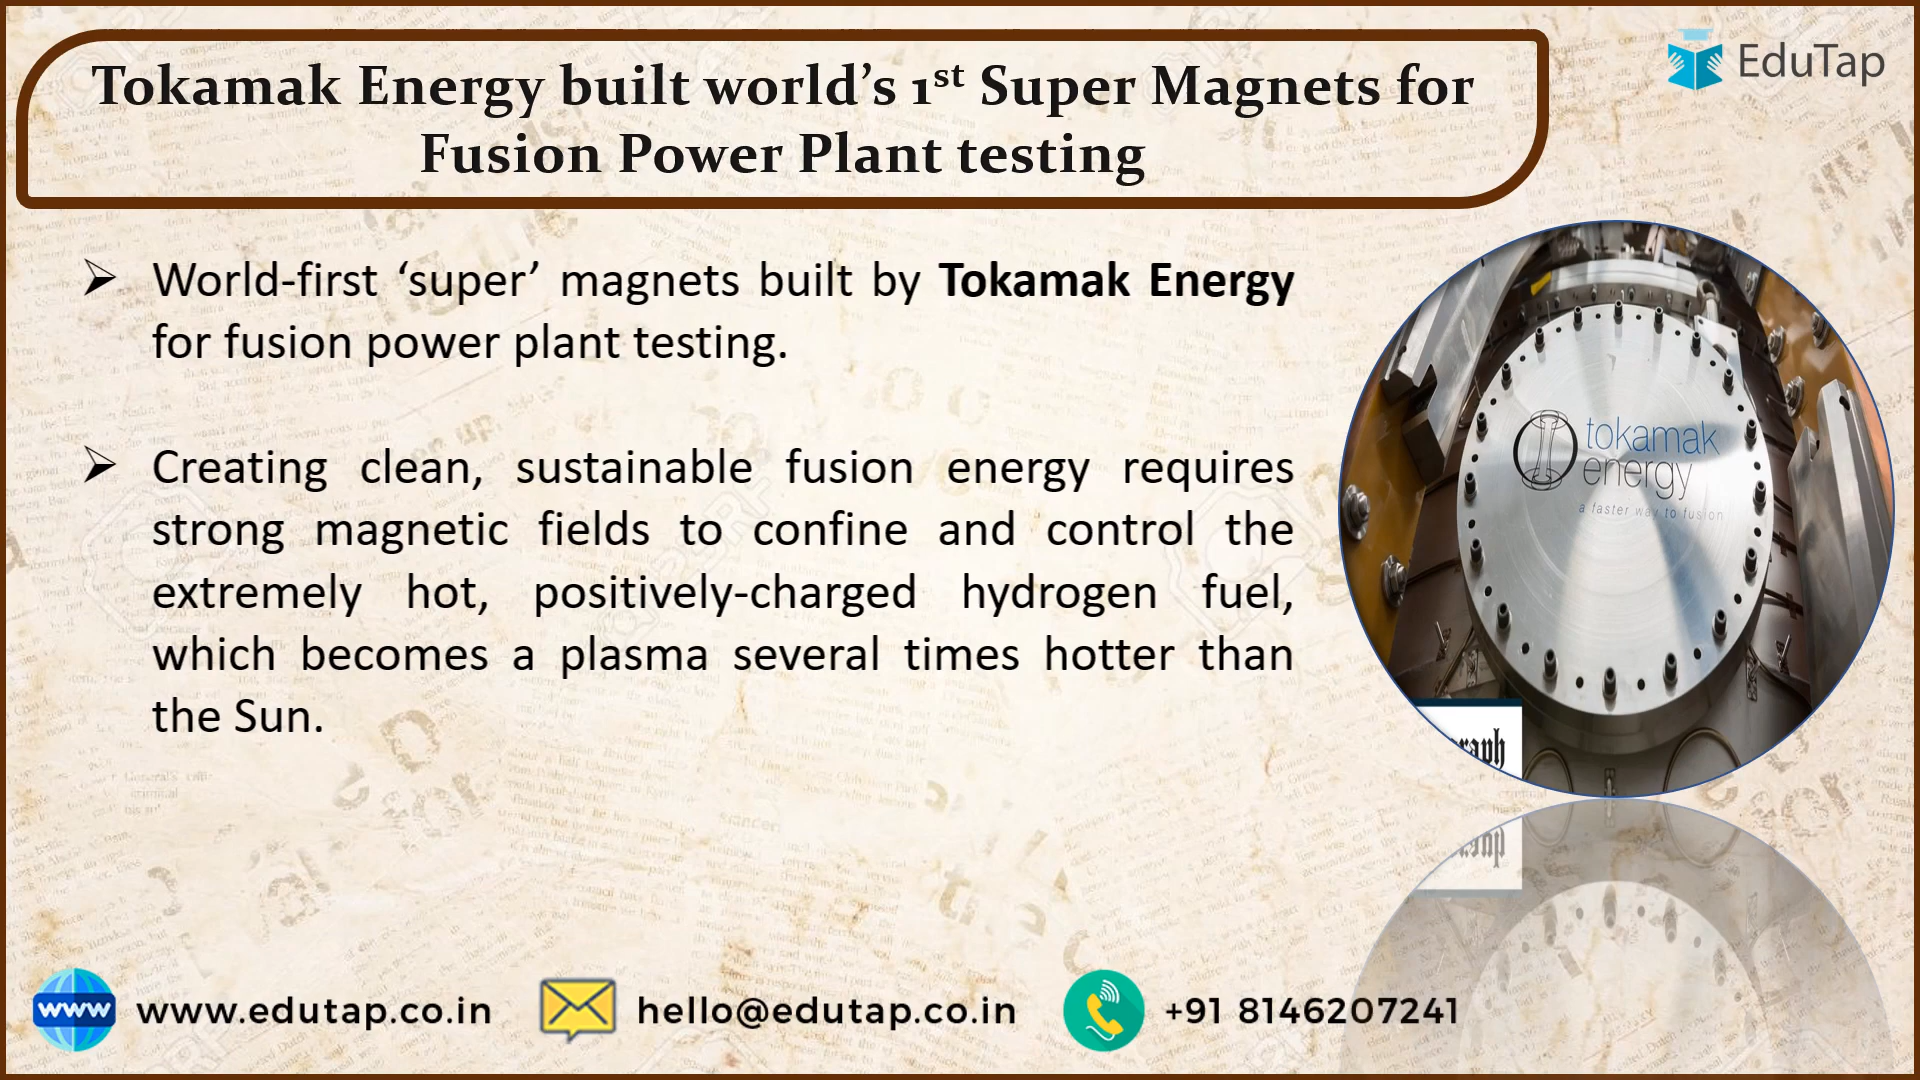 Tokamak Energy built world’s 1st Super Magnets for
Fusion Power Plant testing
EduTap
➢ World-first ‘super’ magnets built by Tokamak Energy
for fusion power plant testing.
➢ Creating clean, sustainable fusion energy requires
strong magnetic fields to confine and control the
extremely hot, positively-charged hydrogen fuel,
which becomes a plasma several times hotter than
the Sun.
tokamak
energy
a faster way to fusion
www
www.edutap.co.in
hello@edutap.co.in
+91 8146207241